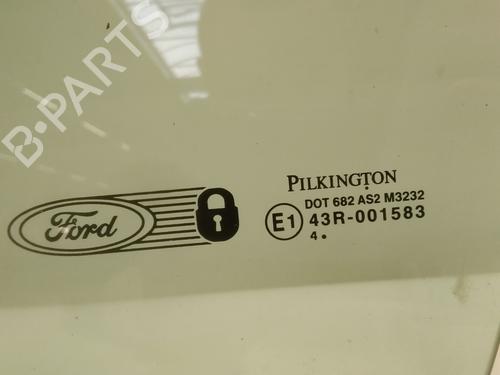 B-PARTS
Ford
PILKINGTON
DOT 682 AS2 M3232
E1 43R-001583
4.